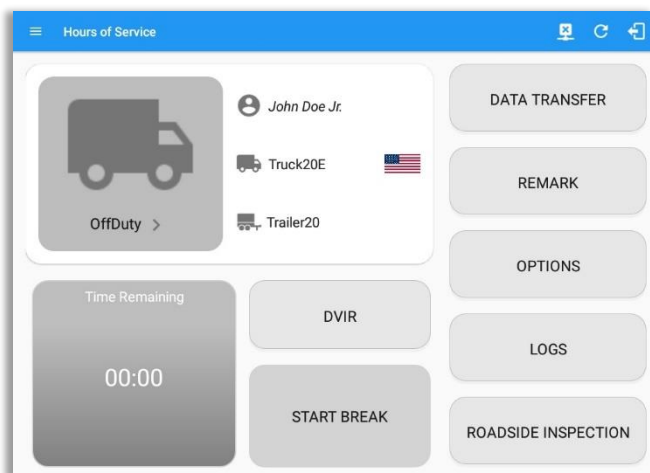 Hours of Service
John Doe Jr.
Truck20E
Trailer20
OffDuty >
Time Remaining
00:00
DVIR
START BREAK
DATA TRANSFER
REMARK
OPTIONS
LOGS
ROADSIDE INSPECTION